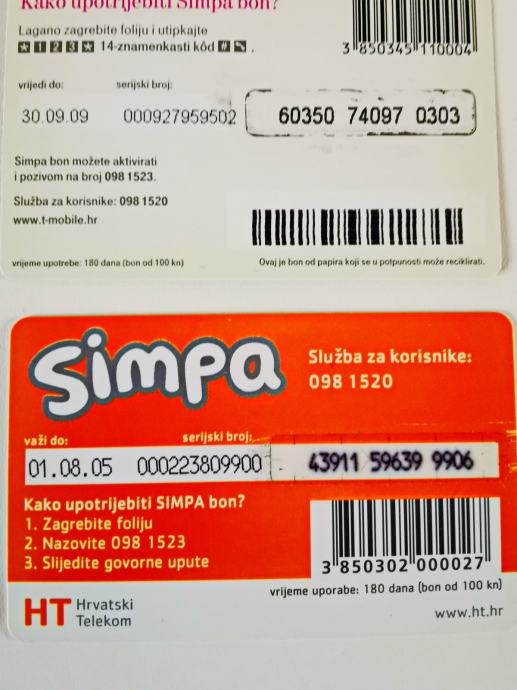 Kako upotrijebiti Simpa bon?
Lagano zagrebite foliju i utipkajte
* 1 2 3 * 14-znamenkasti kôd # .
3 850345 110004
vrijedi do: serijski broj:
30.09.09 000927959502 60350 74097 0303
Simpa bon možete aktivirati
i pozivom na broj 098 1523.
Služba za korisnike: 098 1520
www.t-mobile.hr
vrijeme upotrebe: 180 dana (bon od 100 kn) Ovaj je bon od papira koji se u potpunosti može reciklirati.
simpa
Služba za korisnike:
098 1520
važi do: serijski broj:
01.08.05 000223809900 43911 59639 9906
Kako upotrijebiti SIMPA bon?
1. Zagrebite foliju
2. Nazovite 098 1523
3. Slijedite govorne upute
3 850302 000027
vrijeme uporabe: 180 dana (bon od 100 kn)
HT Hrvatski
Telekom
www.ht.hr